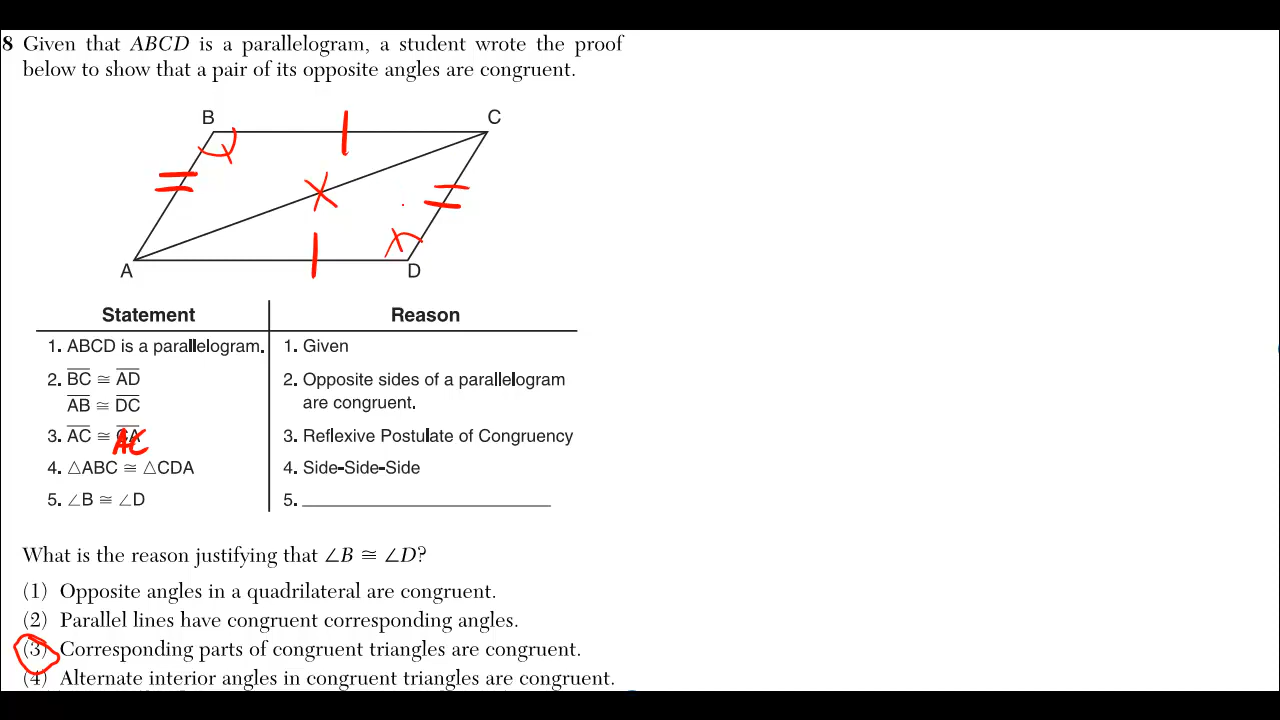 8 Given that ABCD is a parallelogram, a student wrote the proof
below to show that a pair of its opposite angles are congruent.
B
C
A
D
Statement Reason
1. ABCD is a parallelogram. 1. Given
2. BC ≅ AD 2. Opposite sides of a parallelogram
AB ≅ DC are congruent.
3. AC ≅ CA 3. Reflexive Postulate of Congruency
AC
4. △ABC ≅ △CDA 4. Side-Side-Side
5. ∠B ≅ ∠D 5.
What is the reason justifying that ∠B ≅ ∠D?
(1) Opposite angles in a quadrilateral are congruent.
(2) Parallel lines have congruent corresponding angles.
(3) Corresponding parts of congruent triangles are congruent.
(4) Alternate interior angles in congruent triangles are congruent.